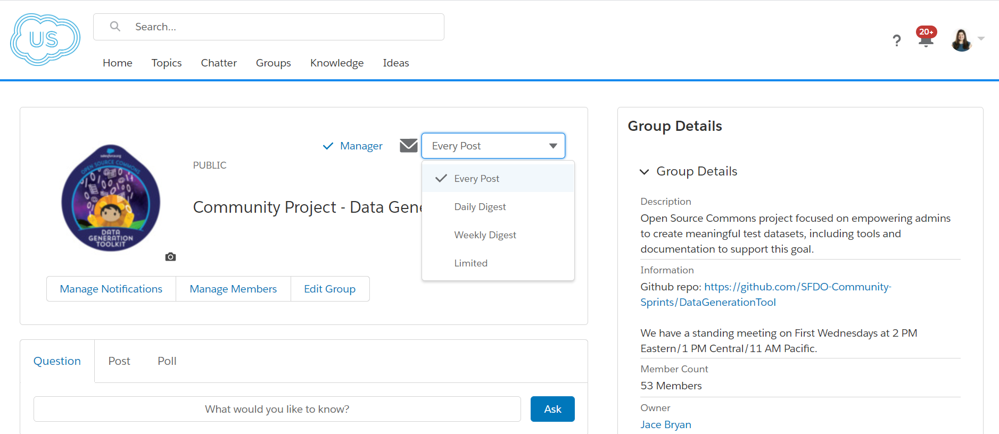 US
Search...
20+
Home Topics Chatter Groups Knowledge Ideas
Manager
Every Post
PUBLIC
Community Project - Data Gene
Every Post
Daily Digest
Weekly Digest
Limited
salesforce.org
OPEN SOURCE COMMONS
DATA
GENERATION
TOOLKIT
Manage Notifications Manage Members Edit Group
Question Post Poll
What would you like to know? Ask
Group Details
Group Details
Description
Open Source Commons project focused on empowering admins
to create meaningful test datasets, including tools and
documentation to support this goal.
Information
Github repo: https://github.com/SFDO-Community-
Sprints/DataGenerationTool
We have a standing meeting on First Wednesdays at 2 PM
Eastern/1 PM Central/11 AM Pacific.
Member Count
53 Members
Owner
Jace Bryan